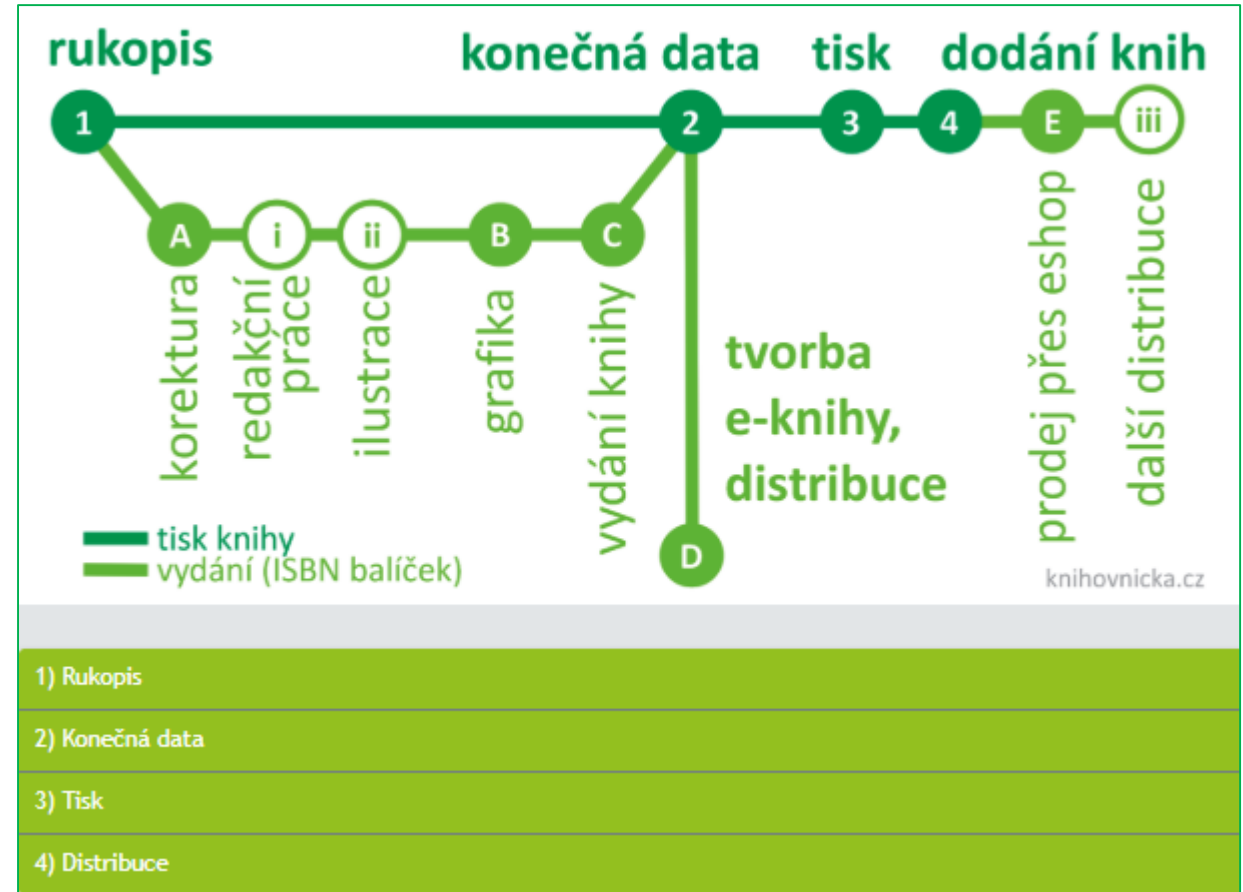 rukopis
konečná data
tisk
dodání knih
1
2
3
4
E
iii
A
i
ii
B
C
korektura
redakční
práce
ilustrace
grafika
vydání knihy
tvorba
e-knihy,
distribuce
prodej přes eshop
další distribuce
D
tisk knihy
vydání (ISBN balíček)
knihovnicka.cz
1) Rukopis
2) Konečná data
3) Tisk
4) Distribuce